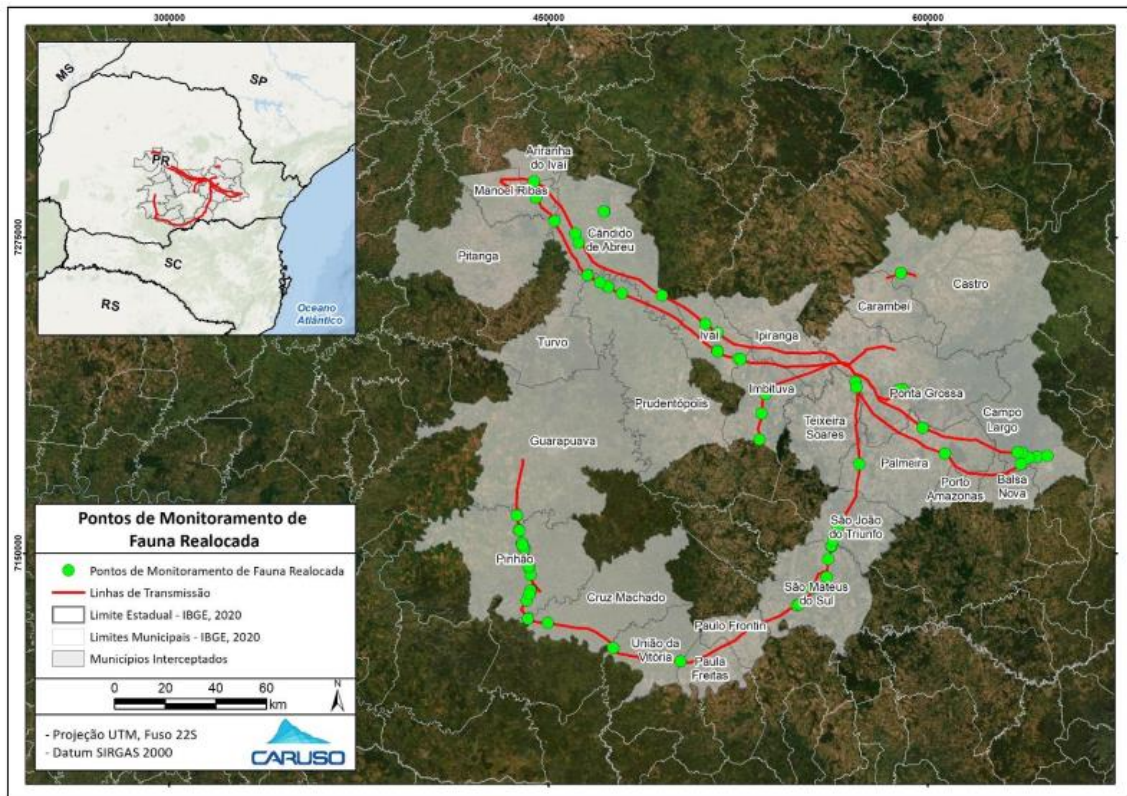 300000
450000
600000
7275000
7150000
MS
SP
PR
SC
RS
Oceano
Atlântico
Ariranha
do Ivaí
Manoel Ribas
Cândido
de Abreu
Pitanga
Castro
Carambeí
Turvo
Ivaí
Ipiranga
Prudentópolis
Imbituva
Ponta Grossa
Teixeira
Soares
Campo
Largo
Guarapuava
Palmeira
Porto
Amazonas
Balsa
Nova
São João
do Triunfo
Pinhão
Cruz Machado
São Mateus
do Sul
Paulo Frontin
União da
Vitória
Paula
Freitas
Pontos de Monitoramento de
Fauna Realocada
Pontos de Monitoramento de Fauna Realocada
Linhas de Transmissão
Limite Estadual - IBGE, 2020
Limites Municipais - IBGE, 2020
Municípios Interceptados
0 20 40 60
km
N
- Projeção UTM, Fuso 22S
- Datum SIRGAS 2000
CARUSO